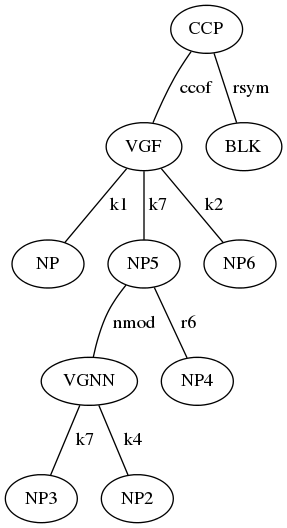 CCP
ccof rsym
VGF BLK
k1 k7 k2
NP NP5 NP6
nmod r6
VGNN NP4
k7 k4
NP3 NP2